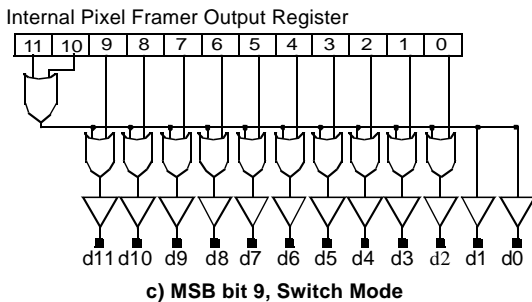 Internal Pixel Framer Output Register
11 10 9 8 7 6 5 4 3 2 1 0
d11 d10 d9 d8 d7 d6 d5 d4 d3 d2 d1 d0
c) MSB bit 9, Switch Mode